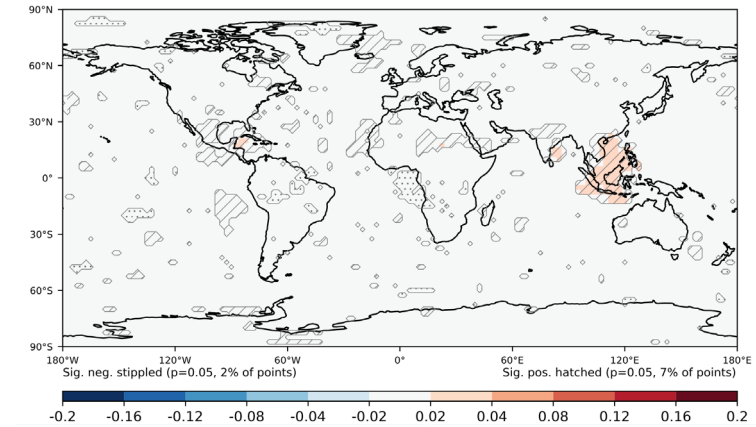 90°N
60°N
30°N
0°
30°S
60°S
90°S
180°W 120°W 60°W 0° 60°E 120°E 180°E
Sig. neg. stippled (p=0.05, 2% of points) Sig. pos. hatched (p=0.05, 7% of points)
-0.2 -0.16 -0.12 -0.08 -0.04 -0.02 0.02 0.04 0.08 0.12 0.16 0.2